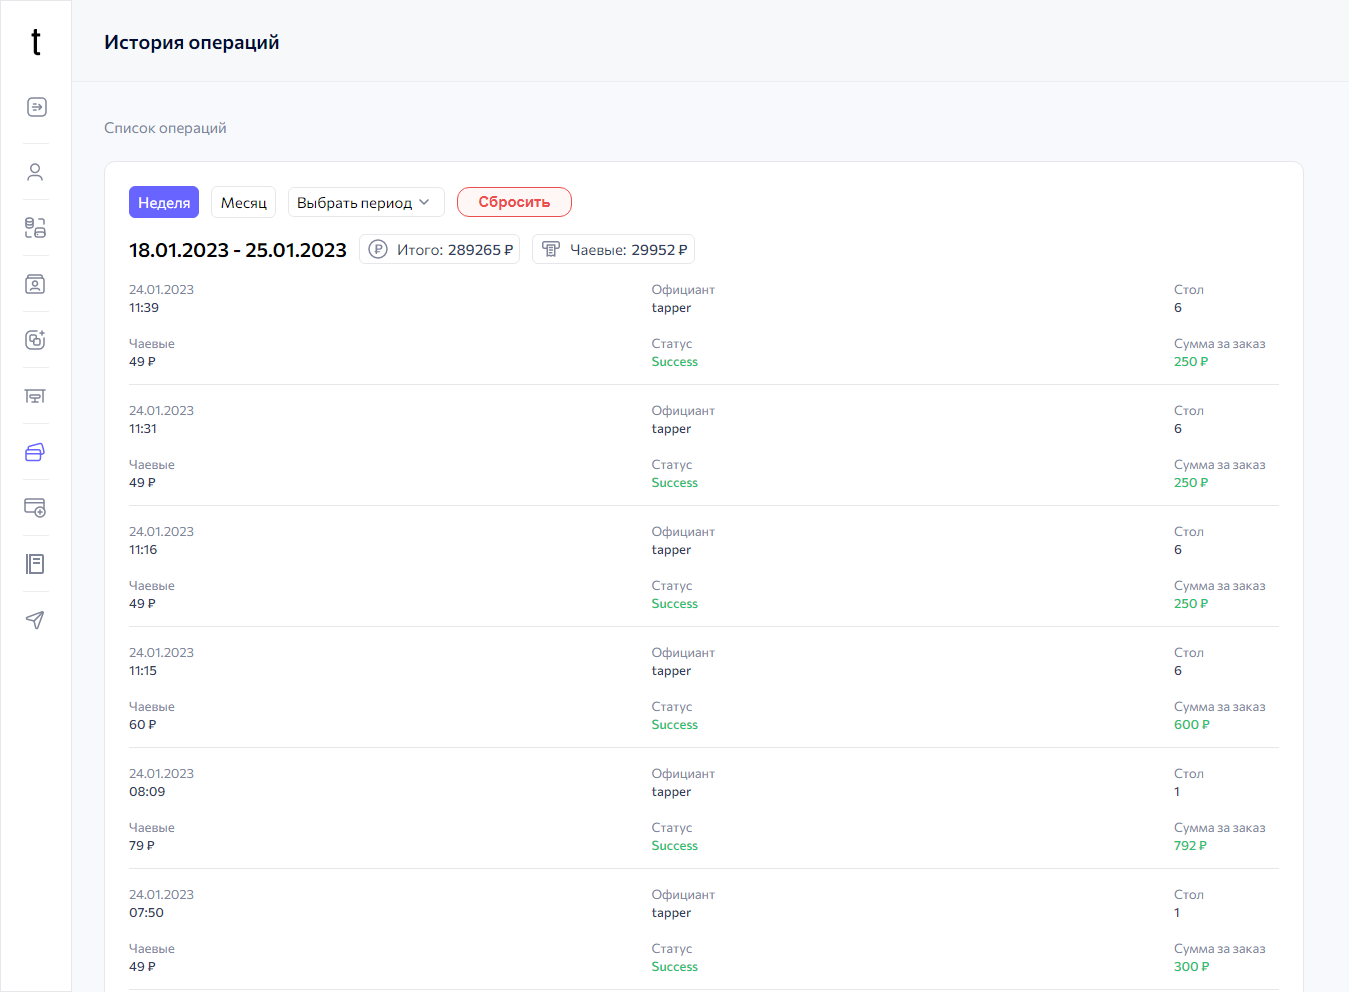 t
История операций
Список операций
Неделя
Месяц
Выбрать период
Сбросить
18.01.2023 - 25.01.2023
Итого: 289265 ₽
Чаевые: 29952 ₽
24.01.2023
11:39
Официант
tapper
Стол
6
Чаевые
49 ₽
Статус
Success
Сумма за заказ
250 ₽
24.01.2023
11:31
Официант
tapper
Стол
6
Чаевые
49 ₽
Статус
Success
Сумма за заказ
250 ₽
24.01.2023
11:16
Официант
tapper
Стол
6
Чаевые
49 ₽
Статус
Success
Сумма за заказ
250 ₽
24.01.2023
11:15
Официант
tapper
Стол
6
Чаевые
60 ₽
Статус
Success
Сумма за заказ
600 ₽
24.01.2023
08:09
Официант
tapper
Стол
1
Чаевые
79 ₽
Статус
Success
Сумма за заказ
792 ₽
24.01.2023
07:50
Официант
tapper
Стол
1
Чаевые
49 ₽
Статус
Success
Сумма за заказ
300 ₽